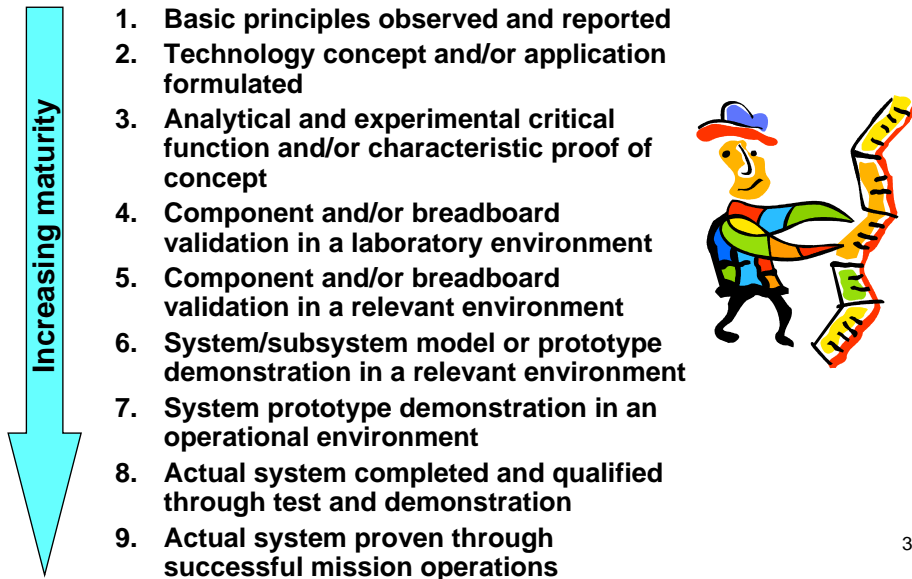 Increasing maturity
1. Basic principles observed and reported
2. Technology concept and/or application
formulated
3. Analytical and experimental critical
function and/or characteristic proof of
concept
4. Component and/or breadboard
validation in a laboratory environment
5. Component and/or breadboard
validation in a relevant environment
6. System/subsystem model or prototype
demonstration in a relevant environment
7. System prototype demonstration in an
operational environment
8. Actual system completed and qualified
through test and demonstration
9. Actual system proven through
successful mission operations
3